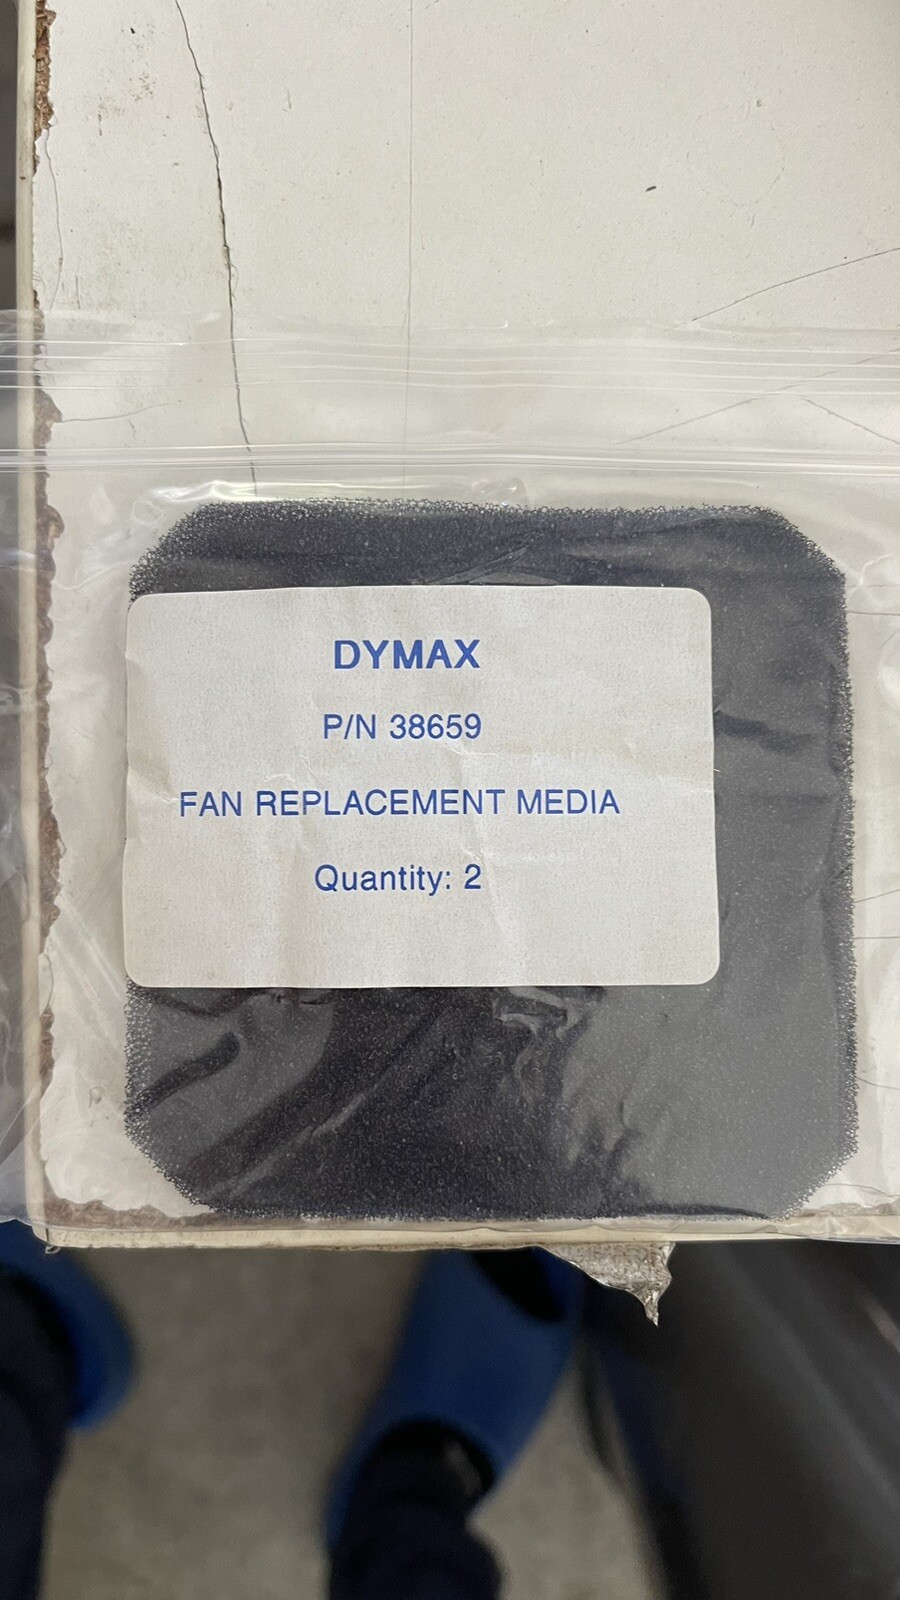 DYMAX
P/N 38659
FAN REPLACEMENT MEDIA
Quantity: 2